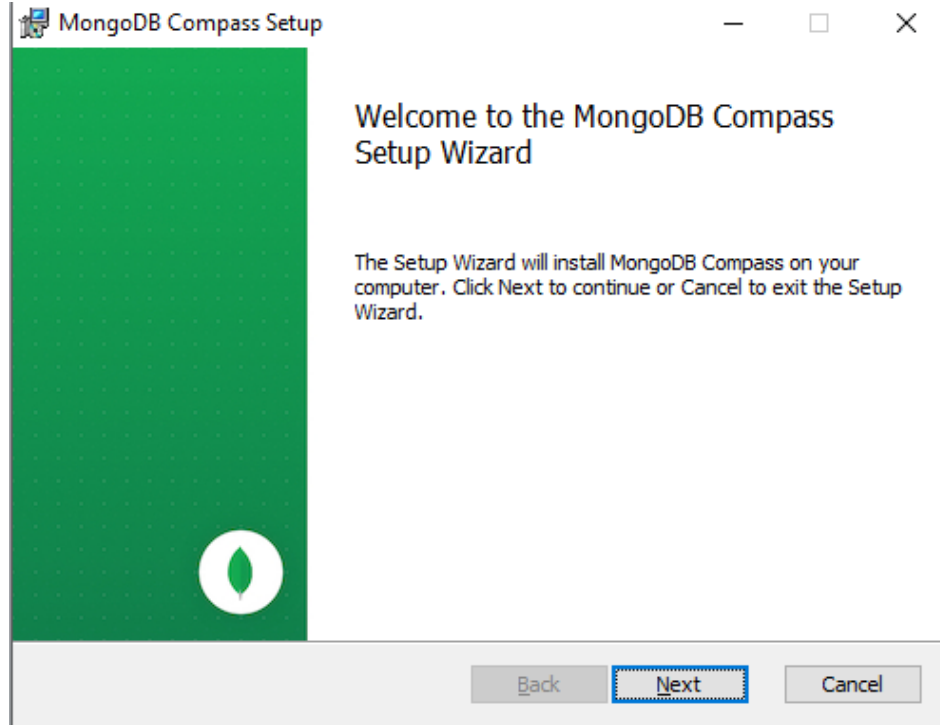 MongoDB Compass Setup
Welcome to the MongoDB Compass
Setup Wizard
The Setup Wizard will install MongoDB Compass on your
computer. Click Next to continue or Cancel to exit the Setup
Wizard.
Back
Next
Cancel